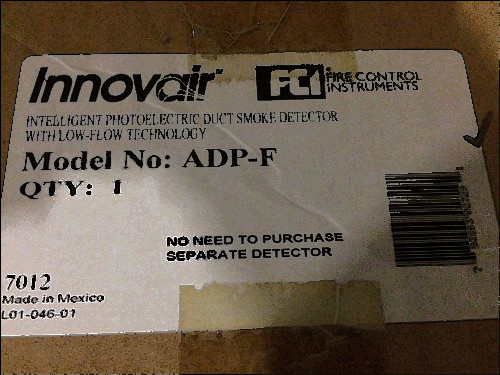 Innovair
FCI FIRE CONTROL
INSTRUMENTS
INTELLIGENT PHOTOELECTRIC DUCT SMOKE DETECTOR
WITH LOW-FLOW TECHNOLOGY
Model No: ADP-F
QTY: 1
NO NEED TO PURCHASE
SEPARATE DETECTOR
7012
Made in Mexico
L01-046-01